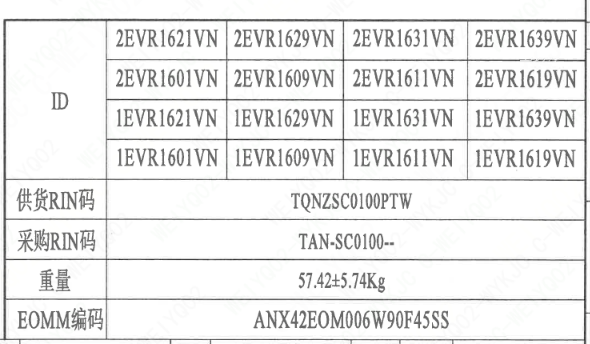 2EVR1621VN 2EVR1629VN 2EVR1631VN 2EVR1639VN
ID 2EVR1601VN 2EVR1609VN 2EVR1611VN 2EVR1619VN
1EVR1621VN 1EVR1629VN 1EVR1631VN 1EVR1639VN
1EVR1601VN 1EVR1609VN 1EVR1611VN 1EVR1619VN
供货RIN码 TQNZSC0100PTW
采购RIN码 TAN-SC0100--
重量 57.42±5.74Kg
EOMM编码 ANX42EOM006W90F45SS